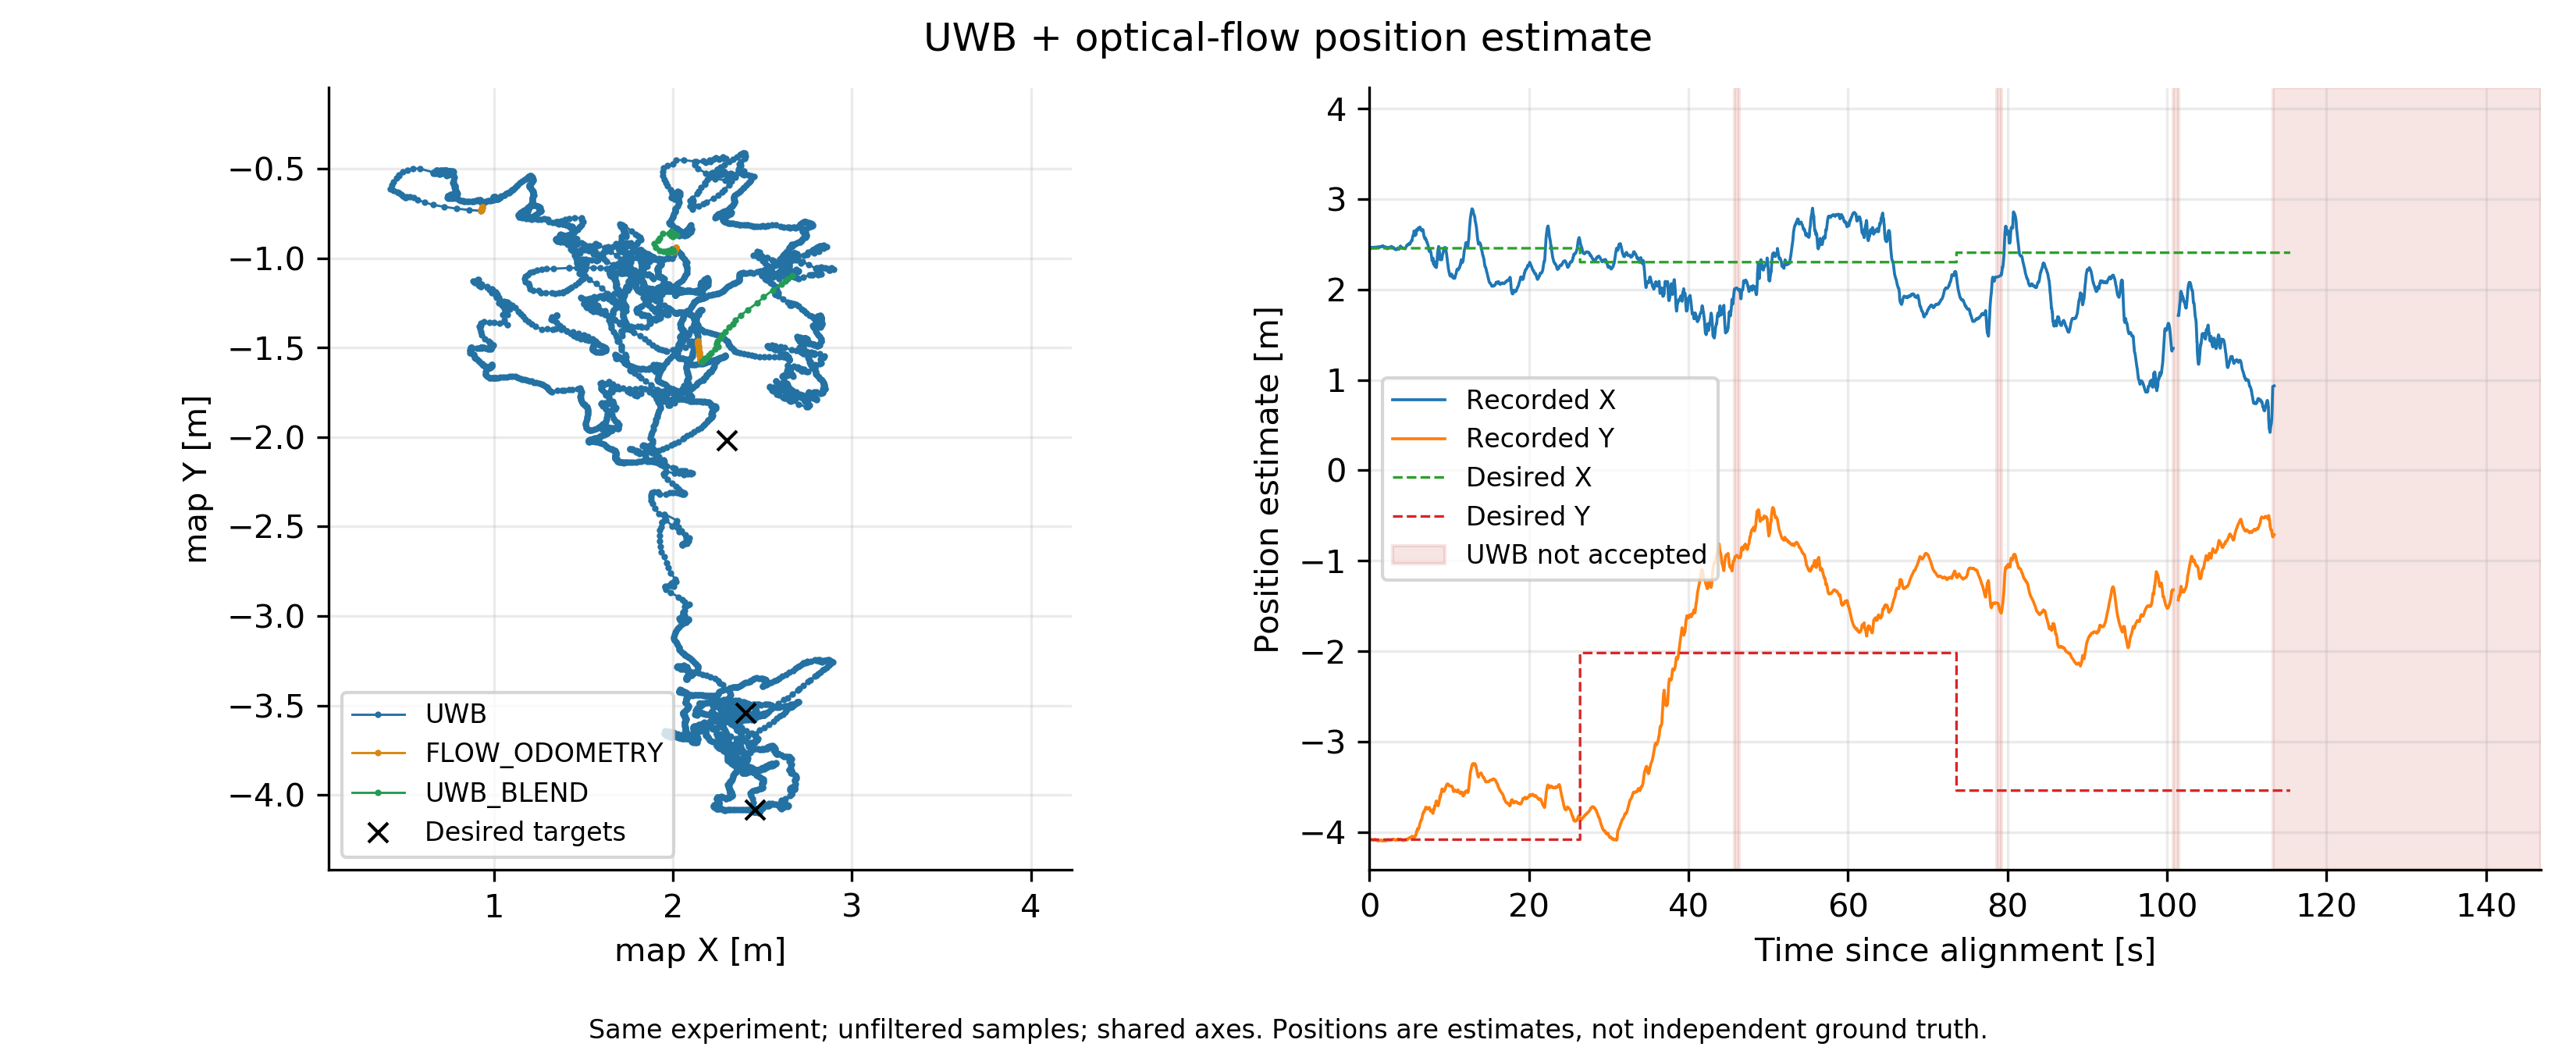 UWB + optical-flow position estimate
−0.5
−1.0
−1.5
−2.0
−2.5
−3.0
−3.5
−4.0
map Y [m]
UWB
FLOW_ODOMETRY
UWB_BLEND
Desired targets
1
2
3
4
map X [m]
4
3
2
1
0
−1
−2
−3
−4
Position estimate [m]
Recorded X
Recorded Y
Desired X
Desired Y
UWB not accepted
0
20
40
60
80
100
120
140
Time since alignment [s]
Same experiment; unfiltered samples; shared axes. Positions are estimates, not independent ground truth.